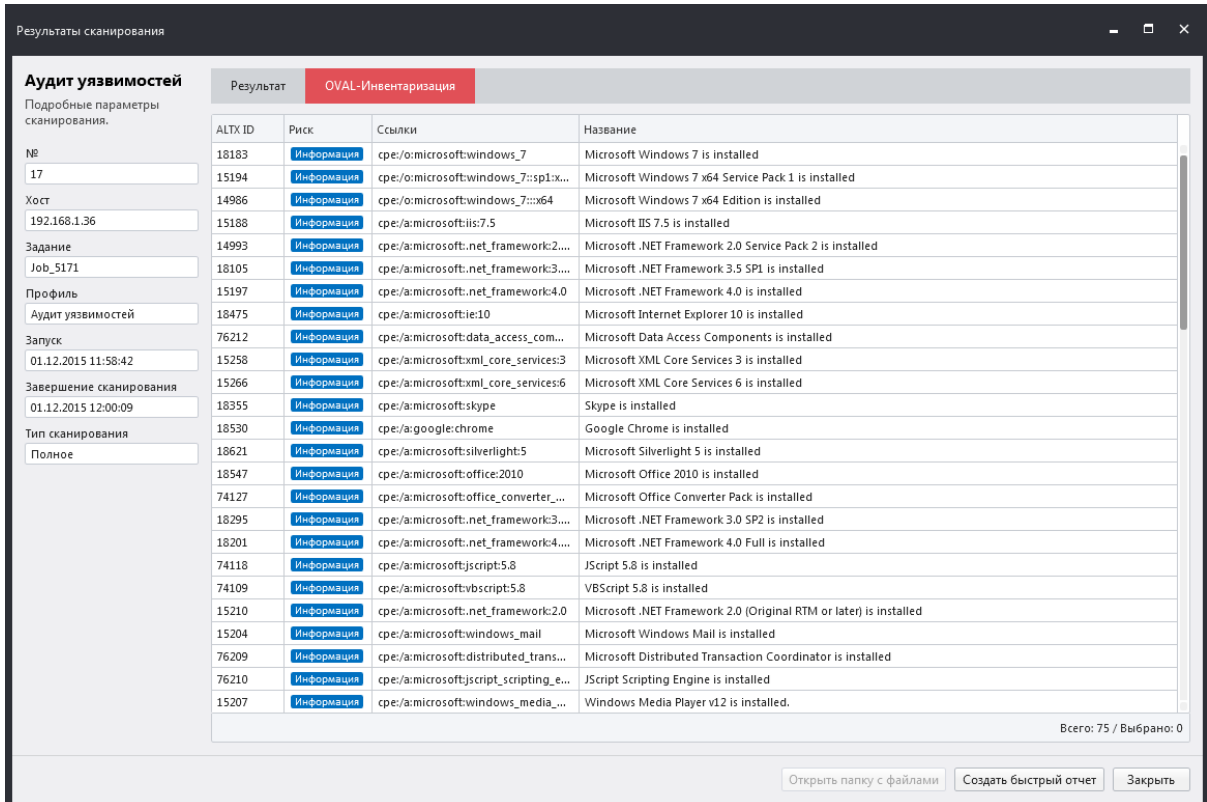 Результаты сканирования
Аудит уязвимостей
Подробные параметры
сканирования.
№
17
Хост
192.168.1.36
Задание
Job_5171
Профиль
Аудит уязвимостей
Запуск
01.12.2015 11:58:42
Завершение сканирования
01.12.2015 12:00:09
Тип сканирования
Полное
Результат OVAL-Инвентаризация
ALTX ID Риск Ссылки Название
18183 Информация cpe:/o:microsoft:windows_7 Microsoft Windows 7 is installed
15194 Информация cpe:/o:microsoft:windows_7::sp1:x... Microsoft Windows 7 x64 Service Pack 1 is installed
14986 Информация cpe:/o:microsoft:windows_7:::x64 Microsoft Windows 7 x64 Edition is installed
15188 Информация cpe:/a:microsoft:iis:7.5 Microsoft IIS 7.5 is installed
14993 Информация cpe:/a:microsoft:.net_framework:2.... Microsoft .NET Framework 2.0 Service Pack 2 is installed
18105 Информация cpe:/a:microsoft:.net_framework:3.... Microsoft .NET Framework 3.5 SP1 is installed
15197 Информация cpe:/a:microsoft:.net_framework:4.0 Microsoft .NET Framework 4.0 is installed
18475 Информация cpe:/a:microsoft:ie:10 Microsoft Internet Explorer 10 is installed
76212 Информация cpe:/a:microsoft:data_access_com... Microsoft Data Access Components is installed
15258 Информация cpe:/a:microsoft:xml_core_services:3 Microsoft XML Core Services 3 is installed
15266 Информация cpe:/a:microsoft:xml_core_services:6 Microsoft XML Core Services 6 is installed
18355 Информация cpe:/a:microsoft:skype Skype is installed
18530 Информация cpe:/a:google:chrome Google Chrome is installed
18621 Информация cpe:/a:microsoft:silverlight:5 Microsoft Silverlight 5 is installed
18547 Информация cpe:/a:microsoft:office:2010 Microsoft Office 2010 is installed
74127 Информация cpe:/a:microsoft:office_converter_... Microsoft Office Converter Pack is installed
18295 Информация cpe:/a:microsoft:.net_framework:3.... Microsoft .NET Framework 3.0 SP2 is installed
18201 Информация cpe:/a:microsoft:.net_framework:4.... Microsoft .NET Framework 4.0 Full is installed
74118 Информация cpe:/a:microsoft:jscript:5.8 JScript 5.8 is installed
74109 Информация cpe:/a:microsoft:vbscript:5.8 VBScript 5.8 is installed
15210 Информация cpe:/a:microsoft:.net_framework:2.0 Microsoft .NET Framework 2.0 (Original RTM or later) is installed
15204 Информация cpe:/a:microsoft:windows_mail Microsoft Windows Mail is installed
76209 Информация cpe:/a:microsoft:distributed_trans... Microsoft Distributed Transaction Coordinator is installed
76210 Информация cpe:/a:microsoft:jscript_scripting_e... JScript Scripting Engine is installed
15207 Информация cpe:/a:microsoft:windows_media_... Windows Media Player v12 is installed.
Всего: 75 / Выбрано: 0
Открыть папку с файлами Создать быстрый отчет Закрыть